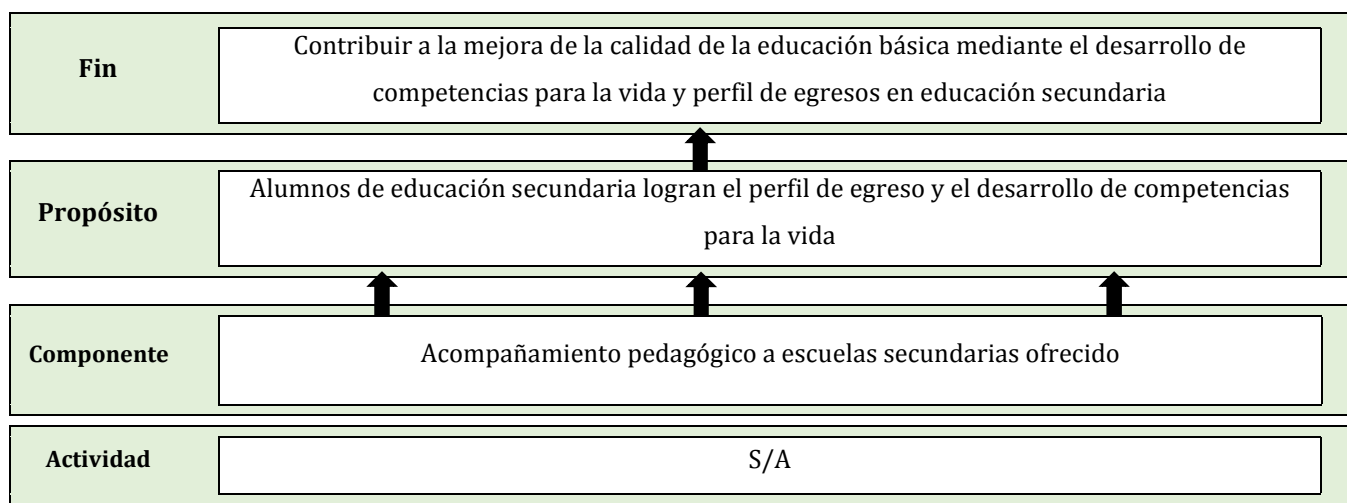 Fin
Contribuir a la mejora de la calidad de la educación básica mediante el desarrollo de
competencias para la vida y perfil de egresos en educación secundaria
Propósito
Alumnos de educación secundaria logran el perfil de egreso y el desarrollo de competencias
para la vida
Componente
Acompañamiento pedagógico a escuelas secundarias ofrecido
Actividad
S/A